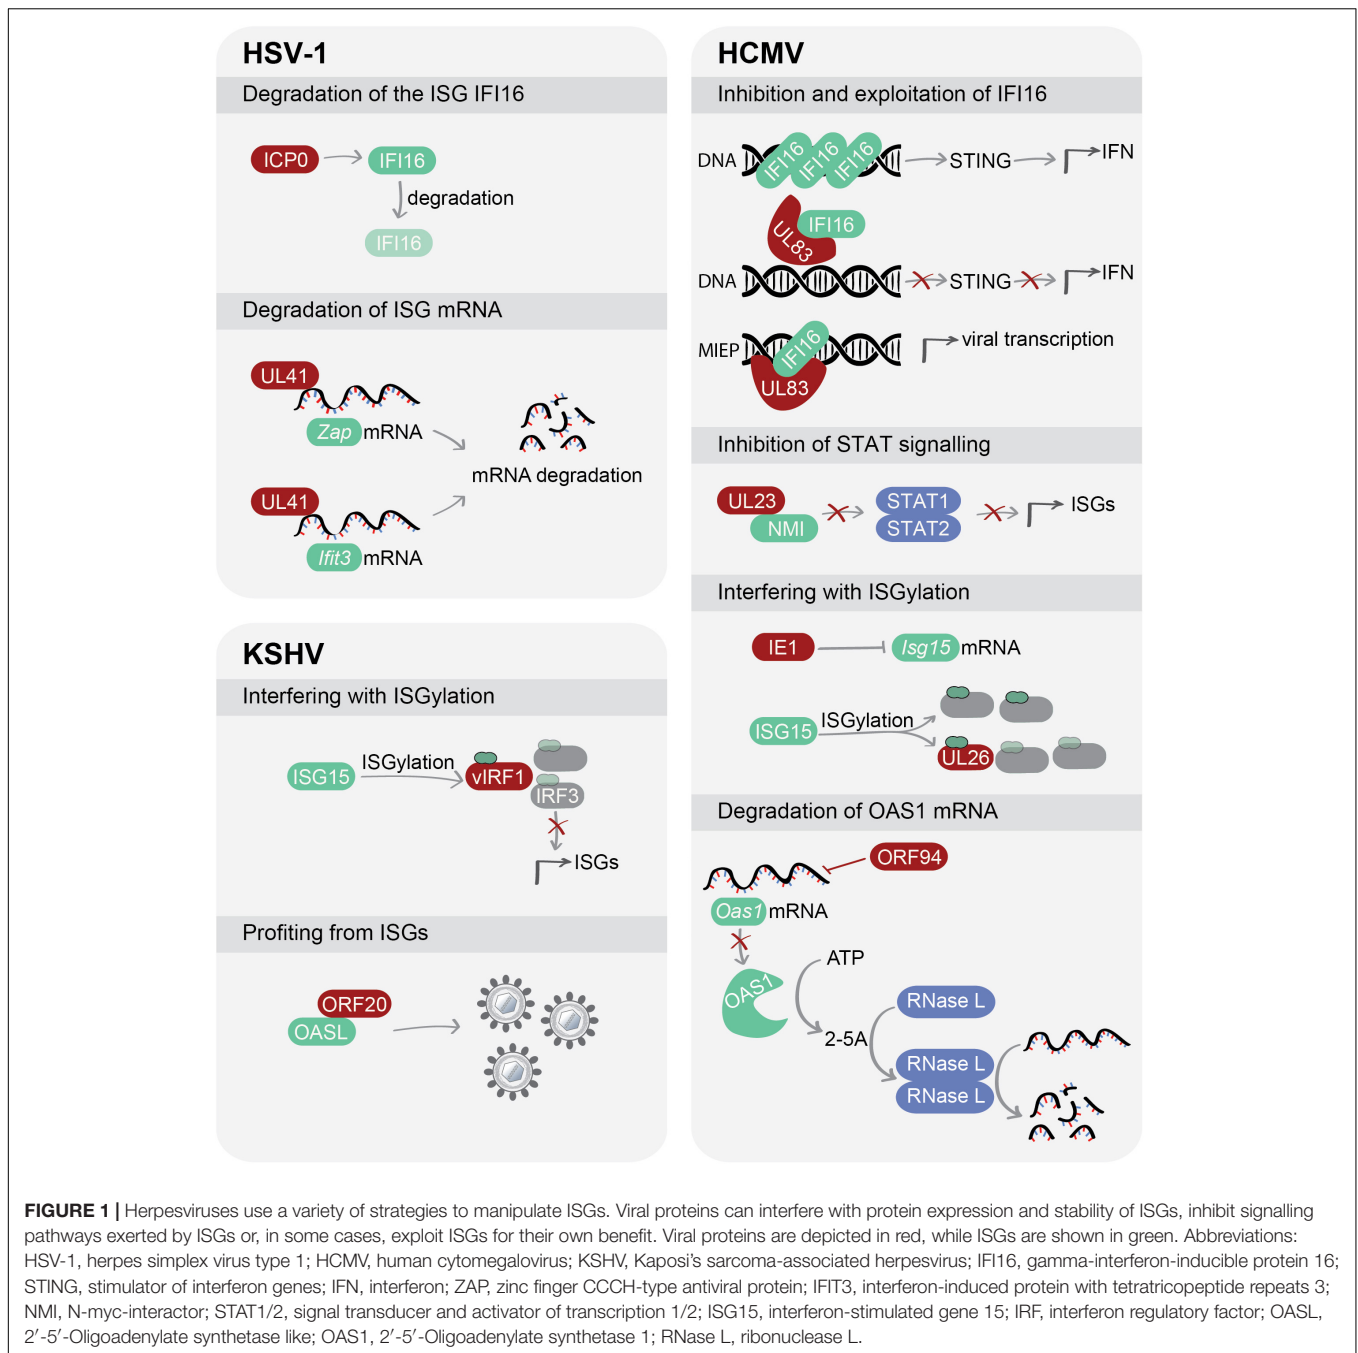 HSV-1
Degradation of the ISG IFI16
ICP0
IFI16
degradation
IFI16
Degradation of ISG mRNA
UL41
Zap mRNA
mRNA degradation
UL41
Ifit3 mRNA
KSHV
Interfering with ISGylation
ISG15
ISGylation
vIRF1
IRF3
ISGs
Profiting from ISGs
ORF20
OASL
HCMV
Inhibition and exploitation of IFI16
DNA
IFI16
IFI16
IFI16
STING
IFN
UL83
IFI16
DNA
STING
IFN
MIEP
IFI16
UL83
viral transcription
Inhibition of STAT signalling
UL23
NMI
STAT1
STAT2
ISGs
Interfering with ISGylation
IE1
Isg15 mRNA
ISG15
ISGylation
UL26
Degradation of OAS1 mRNA
ORF94
Oas1 mRNA
OAS1
ATP
2-5A
RNase L
RNase L
RNase L
FIGURE 1 | Herpesviruses use a variety of strategies to manipulate ISGs. Viral proteins can interfere with protein expression and stability of ISGs, inhibit signalling
pathways exerted by ISGs or, in some cases, exploit ISGs for their own benefit. Viral proteins are depicted in red, while ISGs are shown in green. Abbreviations:
HSV-1, herpes simplex virus type 1; HCMV, human cytomegalovirus; KSHV, Kaposi's sarcoma-associated herpesvirus; IFI16, gamma-interferon-inducible protein 16;
STING, stimulator of interferon genes; IFN, interferon; ZAP, zinc finger CCCH-type antiviral protein; IFIT3, interferon-induced protein with tetratricopeptide repeats 3;
NMI, N-myc-interactor; STAT1/2, signal transducer and activator of transcription 1/2; ISG15, interferon-stimulated gene 15; IRF, interferon regulatory factor; OASL,
2′-5′-Oligoadenylate synthetase like; OAS1, 2′-5′-Oligoadenylate synthetase 1; RNase L, ribonuclease L.